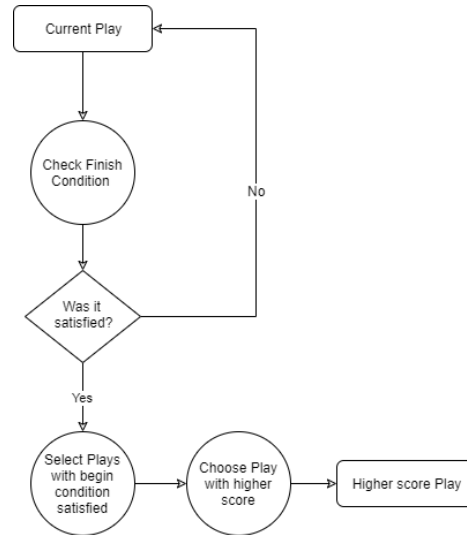 Current Play
Check Finish
Condition
No
Was it
satisfied?
Yes
Select Plays
with begin
condition
satisfied
Choose Play
with higher
score
Higher score Play